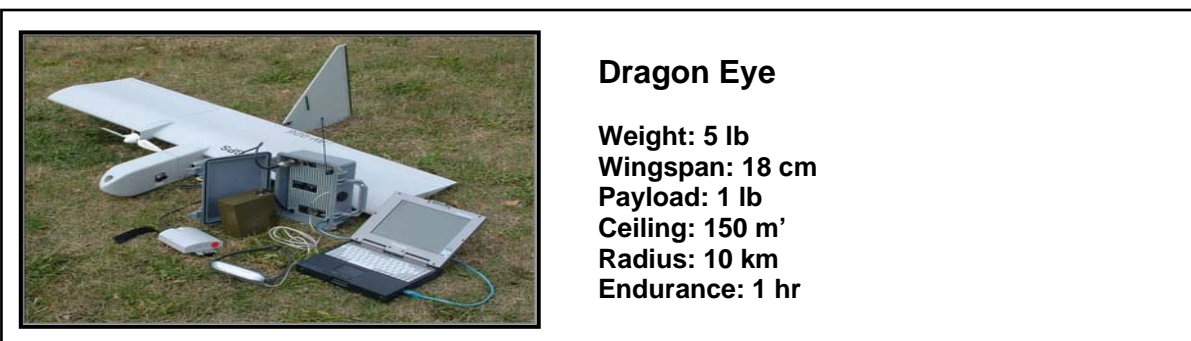 Dragon Eye
Weight: 5 lb
Wingspan: 18 cm
Payload: 1 lb
Ceiling: 150 m’
Radius: 10 km
Endurance: 1 hr